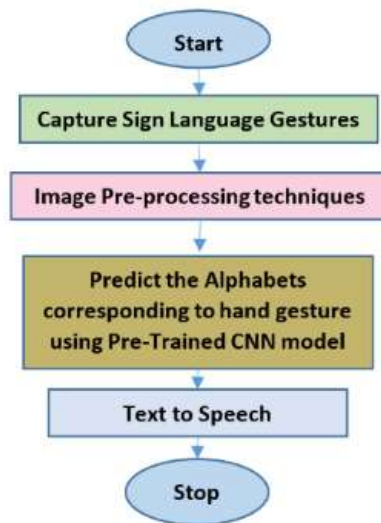 Start
Capture Sign Language Gestures
Image Pre-processing techniques
Predict the Alphabets
corresponding to hand gesture
using Pre-Trained CNN model
Text to Speech
Stop